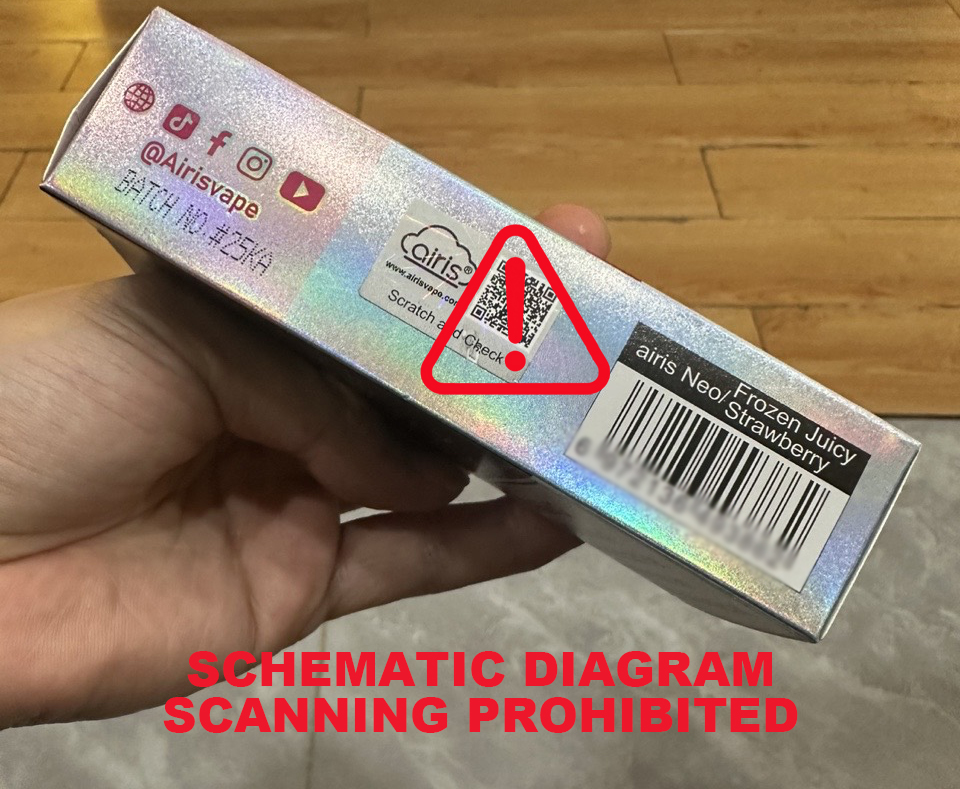 @Airisvape
BATCH NO.#25KA
airis®
www.airisvape.com
Scratch and Check
airis Neo/
Frozen Juicy
Strawberry
SCHEMATIC DIAGRAM
SCANNING PROHIBITED